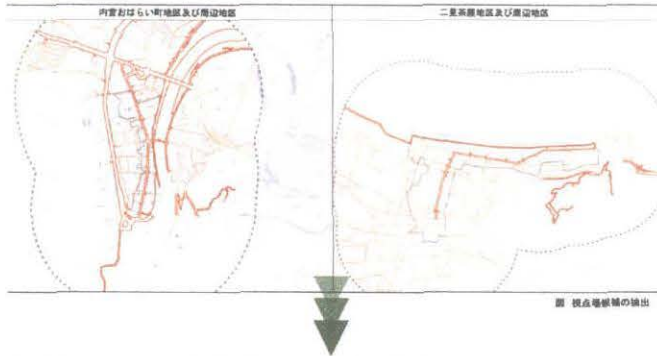 内宮おはらい町地区及び周辺地区
二見茶屋地区及び周辺地区
図 視点場候補の抽出